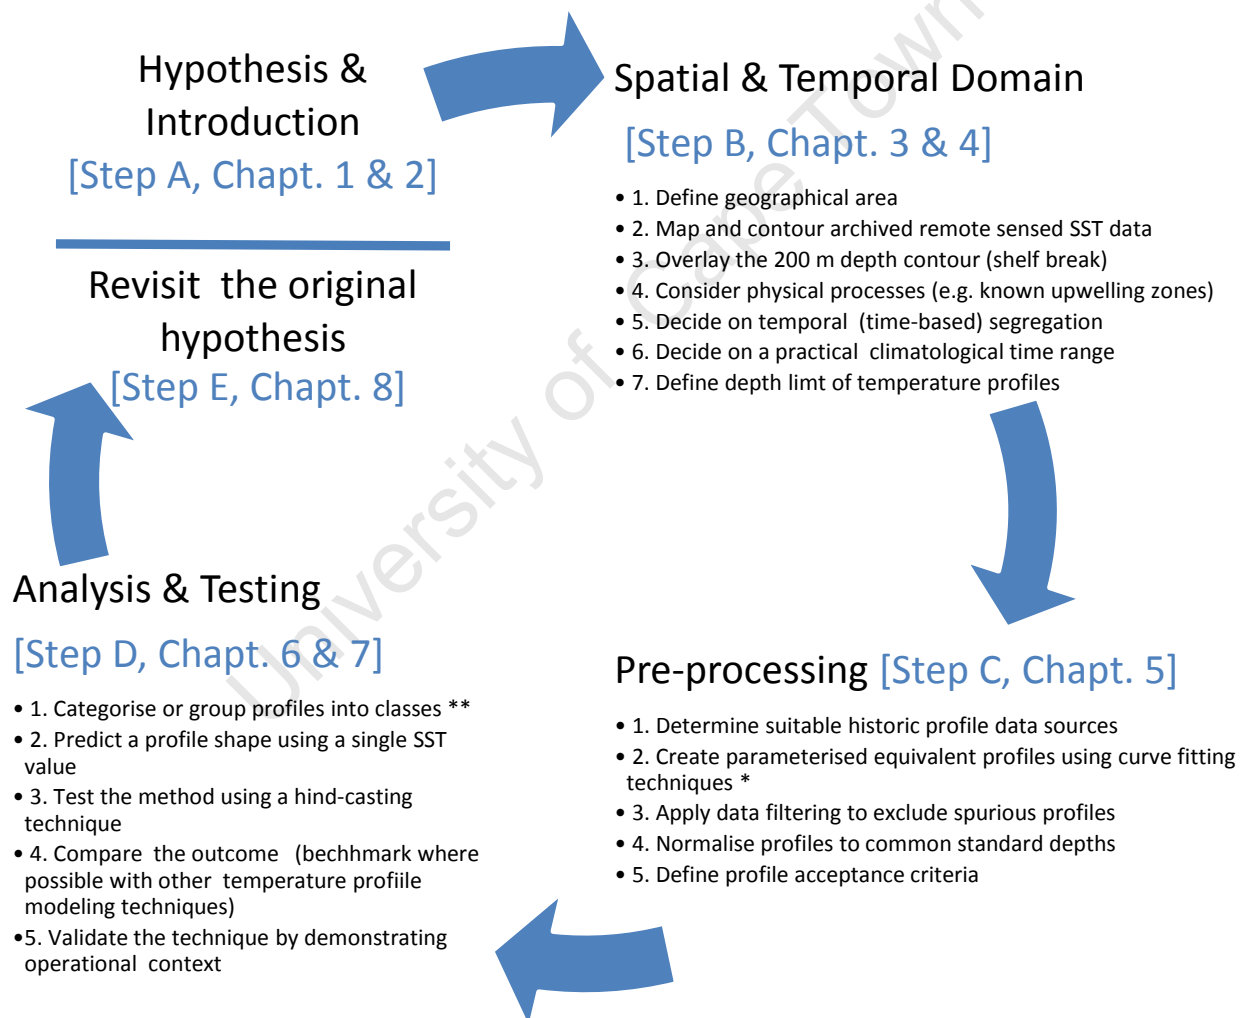 Hypothesis &
Introduction
[Step A, Chapt. 1 & 2]
Revisit the original
hypothesis
[Step E, Chapt. 8]
Spatial & Temporal Domain
[Step B, Chapt. 3 & 4]
• 1. Define geographical area
• 2. Map and contour archived remote sensed SST data
• 3. Overlay the 200 m depth contour (shelf break)
• 4. Consider physical processes (e.g. known upwelling zones)
• 5. Decide on temporal (time-based) segregation
• 6. Decide on a practical climatological time range
• 7. Define depth limt of temperature profiles
Pre-processing [Step C, Chapt. 5]
• 1. Determine suitable historic profile data sources
• 2. Create parameterised equivalent profiles using curve fitting
techniques *
• 3. Apply data filtering to exclude spurious profiles
• 4. Normalise profiles to common standard depths
• 5. Define profile acceptance criteria
Analysis & Testing
[Step D, Chapt. 6 & 7]
• 1. Categorise or group profiles into classes **
• 2. Predict a profile shape using a single SST
value
• 3. Test the method using a hind-casting
technique
• 4. Compare the outcome (bechhmark where
possible with other temperature profiile
modeling techniques)
•5. Validate the technique by demonstrating
operational context
University of Cape Town